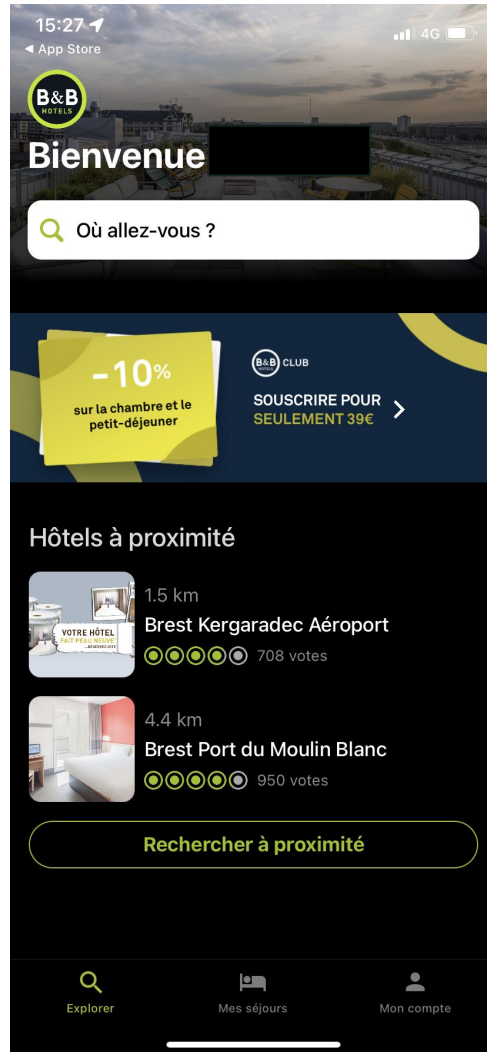 15:27
App Store
4G
B&B
HOTELS
Bienvenue
Où allez-vous ?
-10%
sur la chambre et le
petit-déjeuner
B&B
HOTELS
CLUB
SOUSCRIRE POUR
SEULEMENT 39€
Hôtels à proximité
VOTRE HÔTEL
FAIT PEAU NEUVE
1.5 km
Brest Kergaradec Aéroport
708 votes
4.4 km
Brest Port du Moulin Blanc
950 votes
Rechercher à proximité
Explorer
Mes séjours
Mon compte